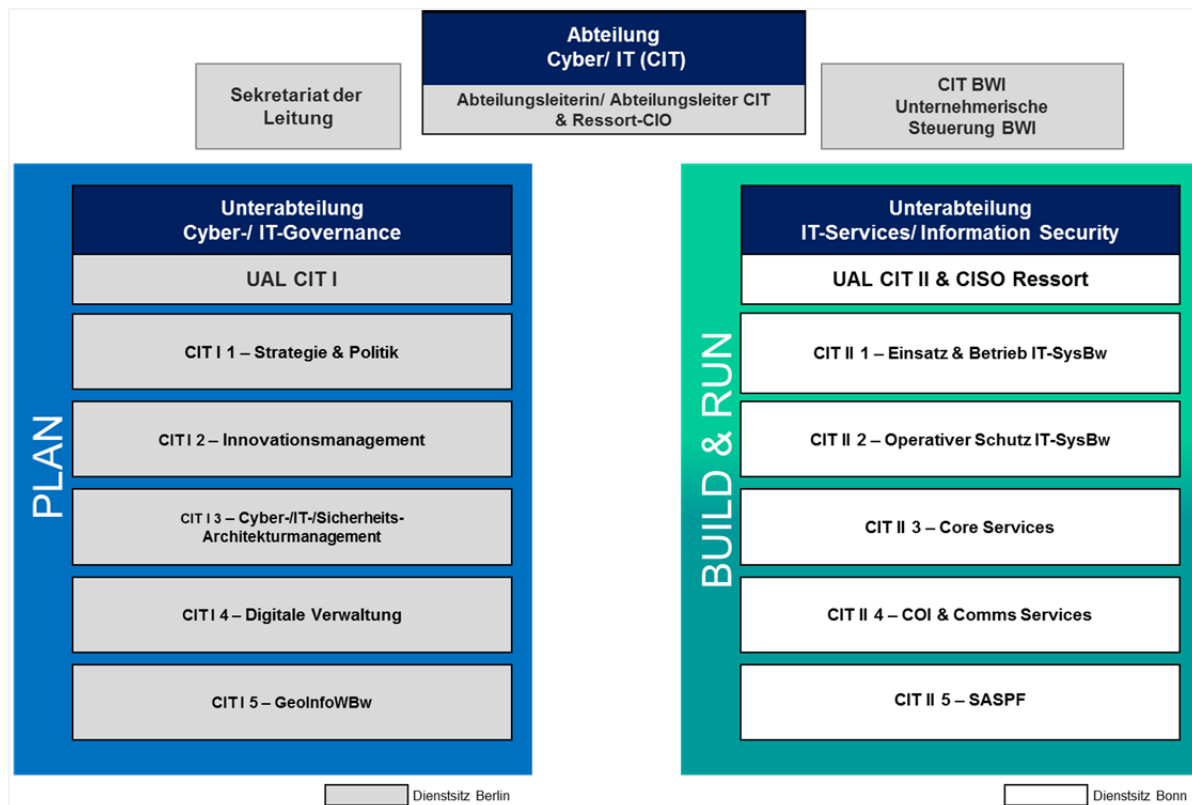 Abteilung
Cyber/ IT (CIT)
Abteilungsleiterin/ Abteilungsleiter CIT
& Ressort-CIO
Sekretariat der
Leitung
CIT BWI
Unternehmerische
Steuerung BWI
PLAN
Unterabteilung
Cyber-/ IT-Governance
UAL CIT I
CIT I 1 – Strategie & Politik
CIT I 2 – Innovationsmanagement
CIT I 3 – Cyber-/IT-/Sicherheits-
Architekturmanagement
CIT I 4 – Digitale Verwaltung
CIT I 5 – GeoInfoWBw
BUILD & RUN
Unterabteilung
IT-Services/ Information Security
UAL CIT II & CISO Ressort
CIT II 1 – Einsatz & Betrieb IT-SysBw
CIT II 2 – Operativer Schutz IT-SysBw
CIT II 3 – Core Services
CIT II 4 – COI & Comms Services
CIT II 5 – SASPF
Dienstsitz Berlin
Dienstsitz Bonn